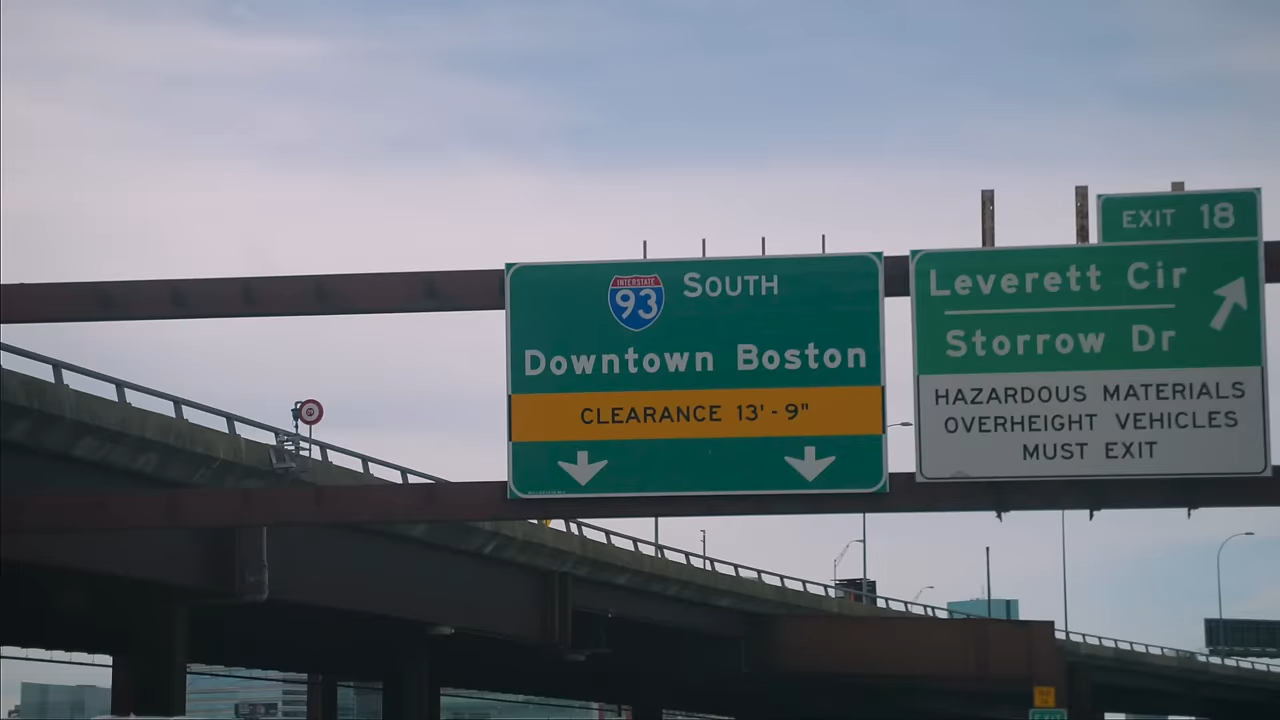 INTERSTATE
93
SOUTH
Downtown Boston
CLEARANCE 13' - 9"
EXIT 18
Leverett Cir
Storrow Dr
HAZARDOUS MATERIALS
OVERHEIGHT VEHICLES
MUST EXIT